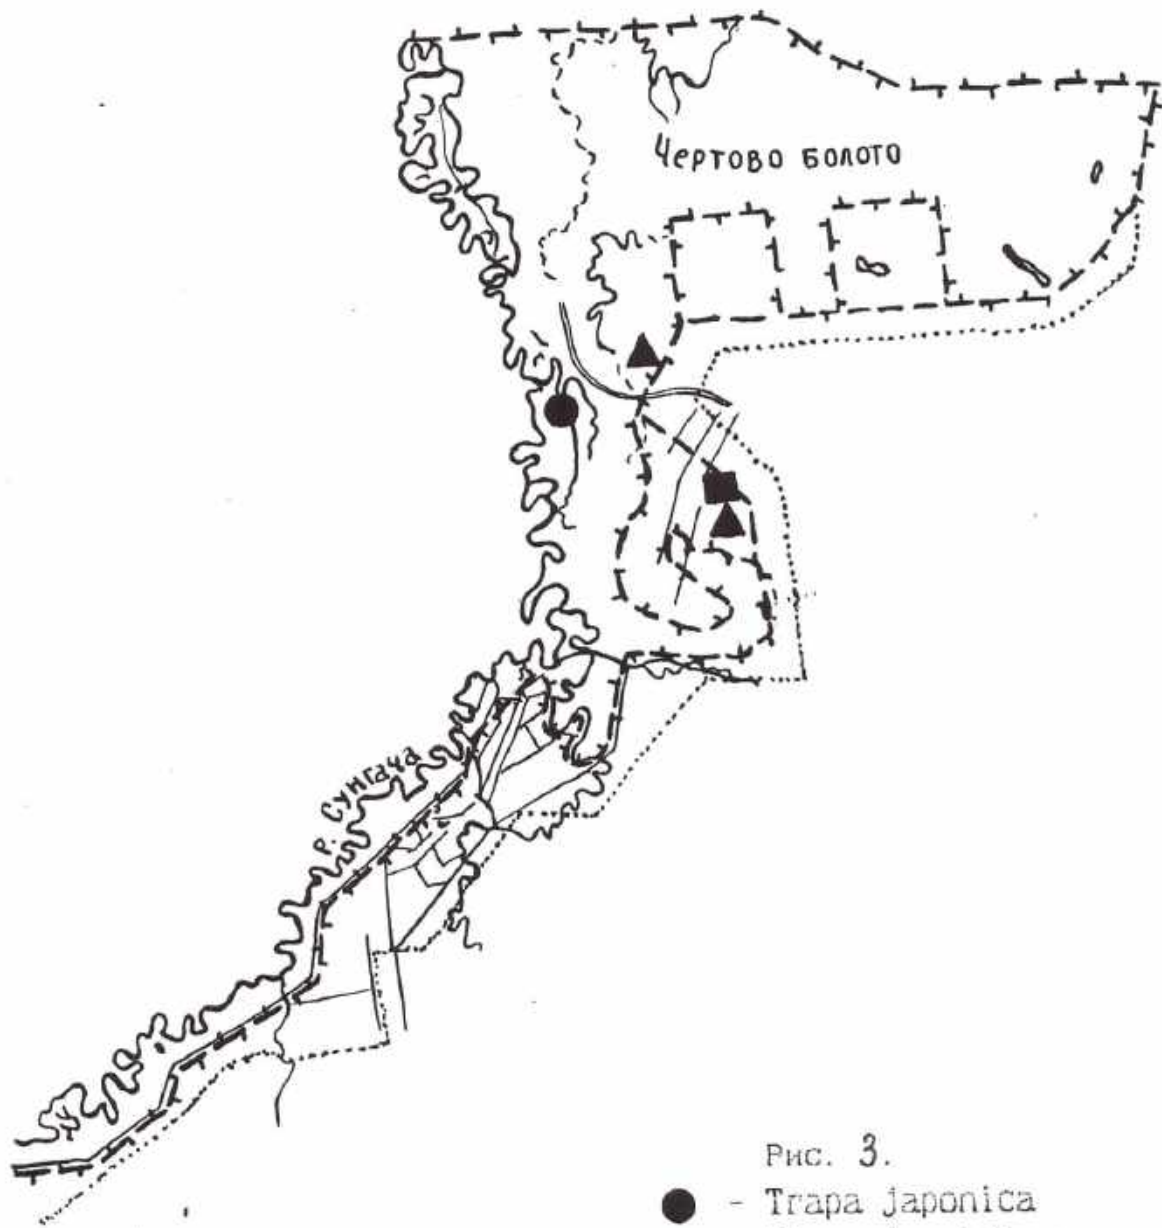 Чертово болото
р. Сунгача
Рис. 3.
- Trapa japonica